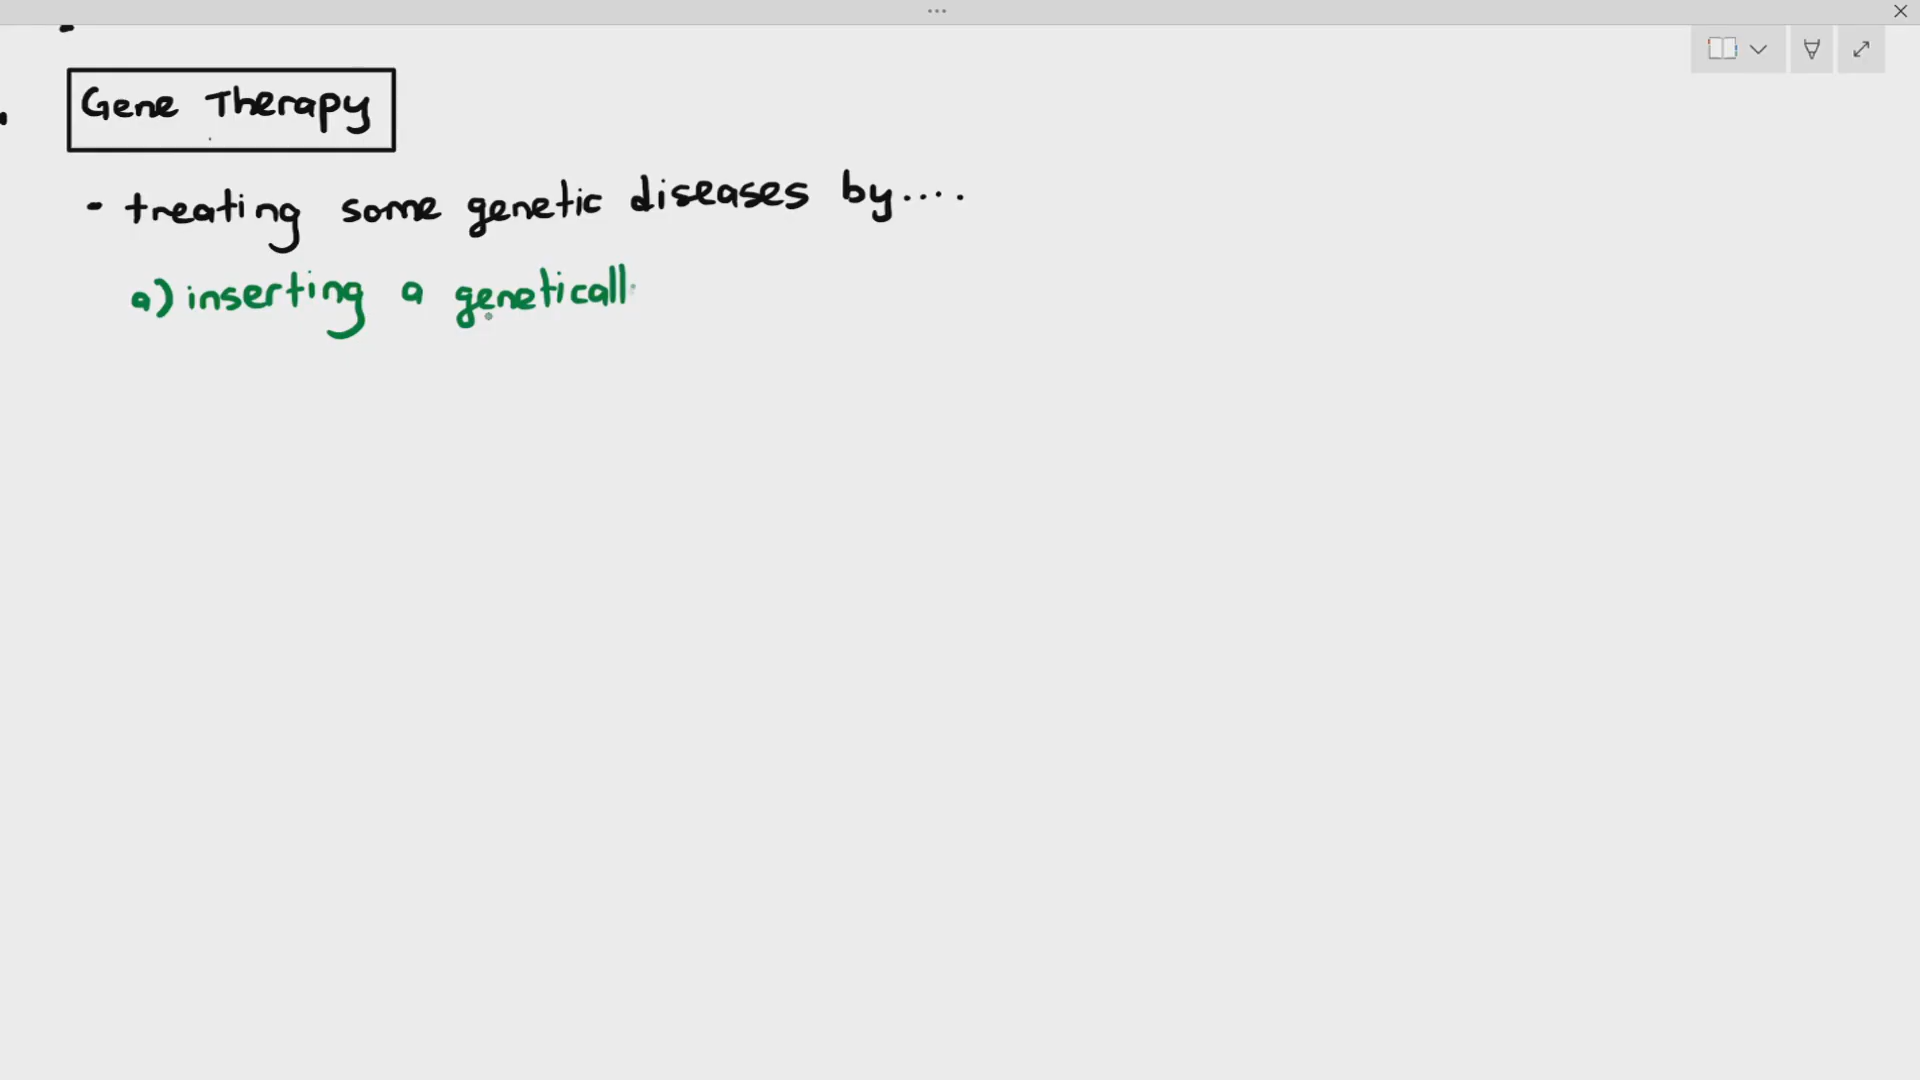 Gene Therapy
- treating some genetic diseases by....
a) inserting a geneticall